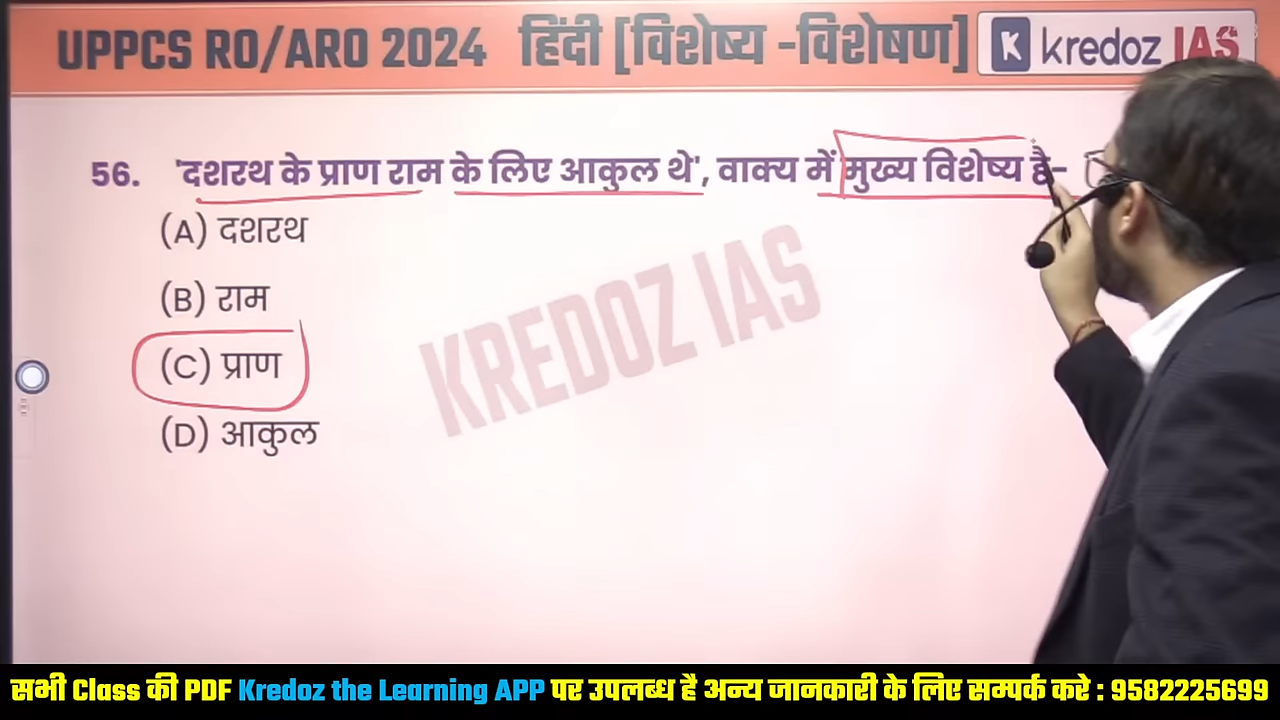 UPPCS RO/ARO 2024 हिंदी [विशेष्य -विशेषण]
K kredoz IAS
56. 'दशरथ के प्राण राम के लिए आकुल थे', वाक्य में मुख्य विशेष्य है-
(A) दशरथ
(B) राम
(C) प्राण
(D) आकुल
KREDOZ IAS
सभी Class की PDF Kredoz the Learning APP पर उपलब्ध है अन्य जानकारी के लिए सम्पर्क करे : 9582225699